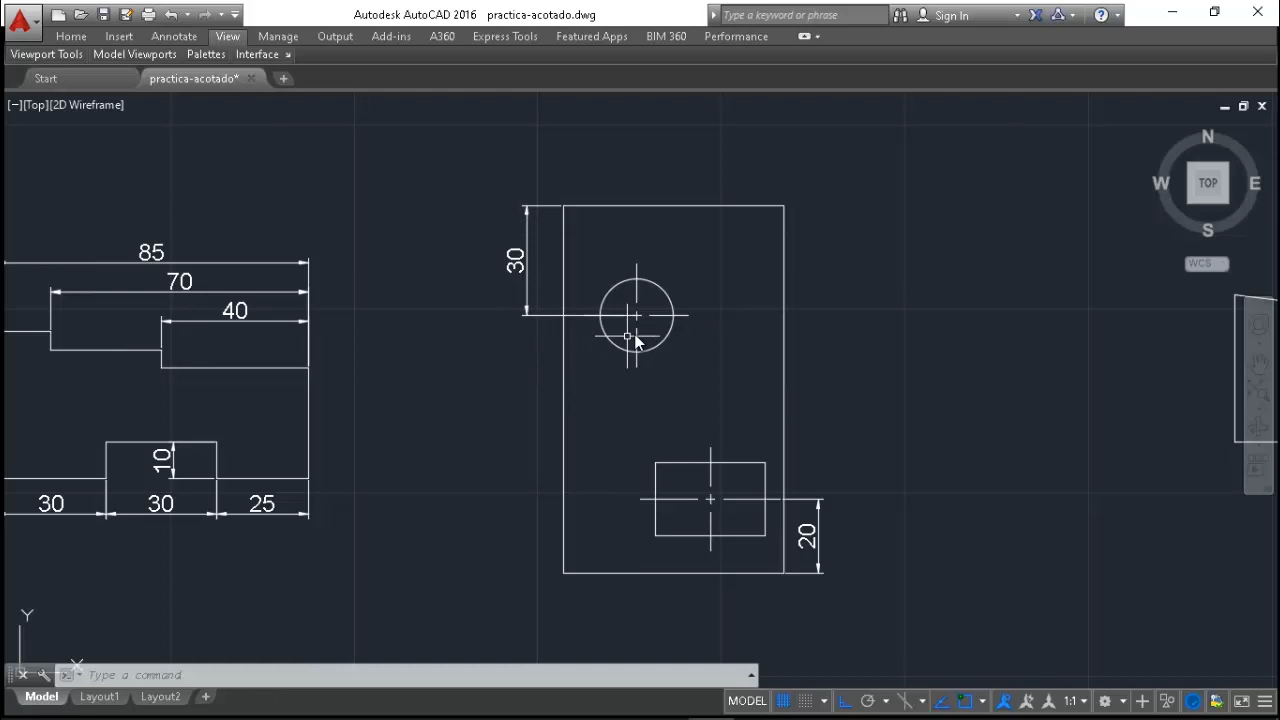 Autodesk AutoCAD 2016 practica-acotado.dwg
Type a keyword or phrase
Sign In
Home Insert Annotate View Manage Output Add-ins A360 Express Tools Featured Apps BIM 360 Performance
Viewport Tools Model Viewports Palettes Interface
Start practica-acotado*
[−][Top][2D Wireframe]
N
W TOP E
S
WCS
85
70
40
30
10
30 30 25
20
Y
X
Type a command
Model Layout1 Layout2
MODEL 1:1